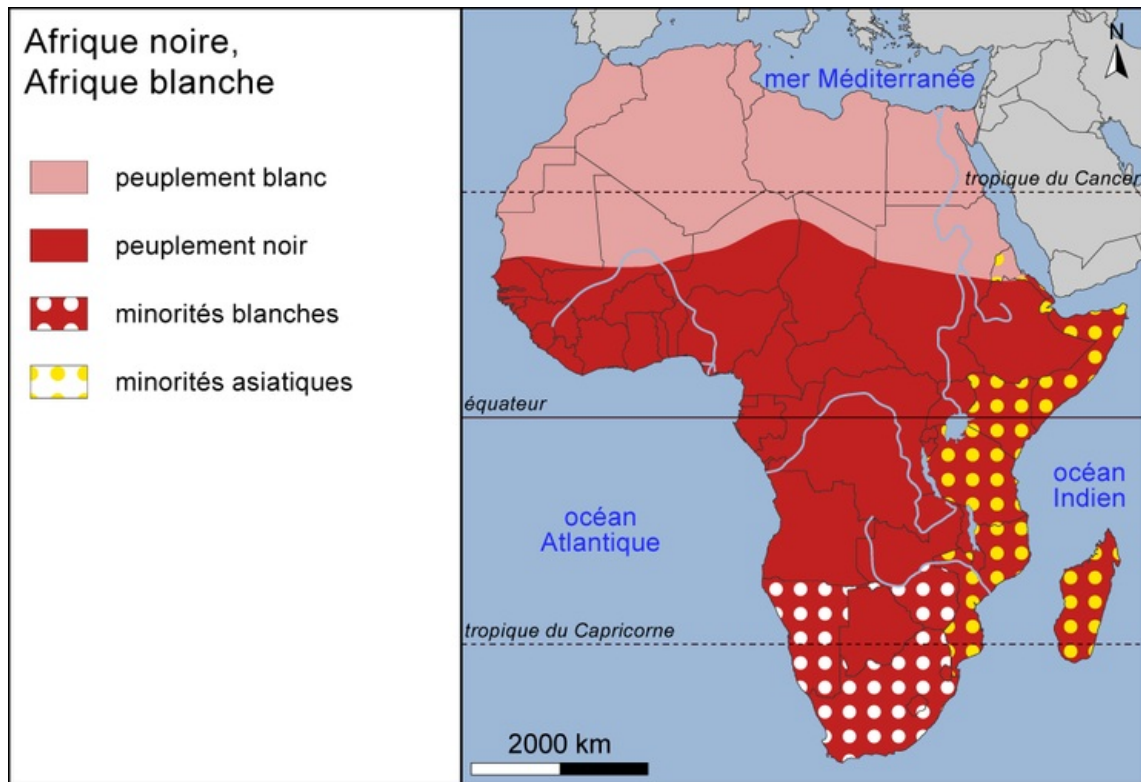 Afrique noire,
Afrique blanche
peuplement blanc
peuplement noir
minorités blanches
minorités asiatiques
N
mer Méditerranée
tropique du Cancer
équateur
océan
Indien
océan
Atlantique
tropique du Capricorne
2000 km